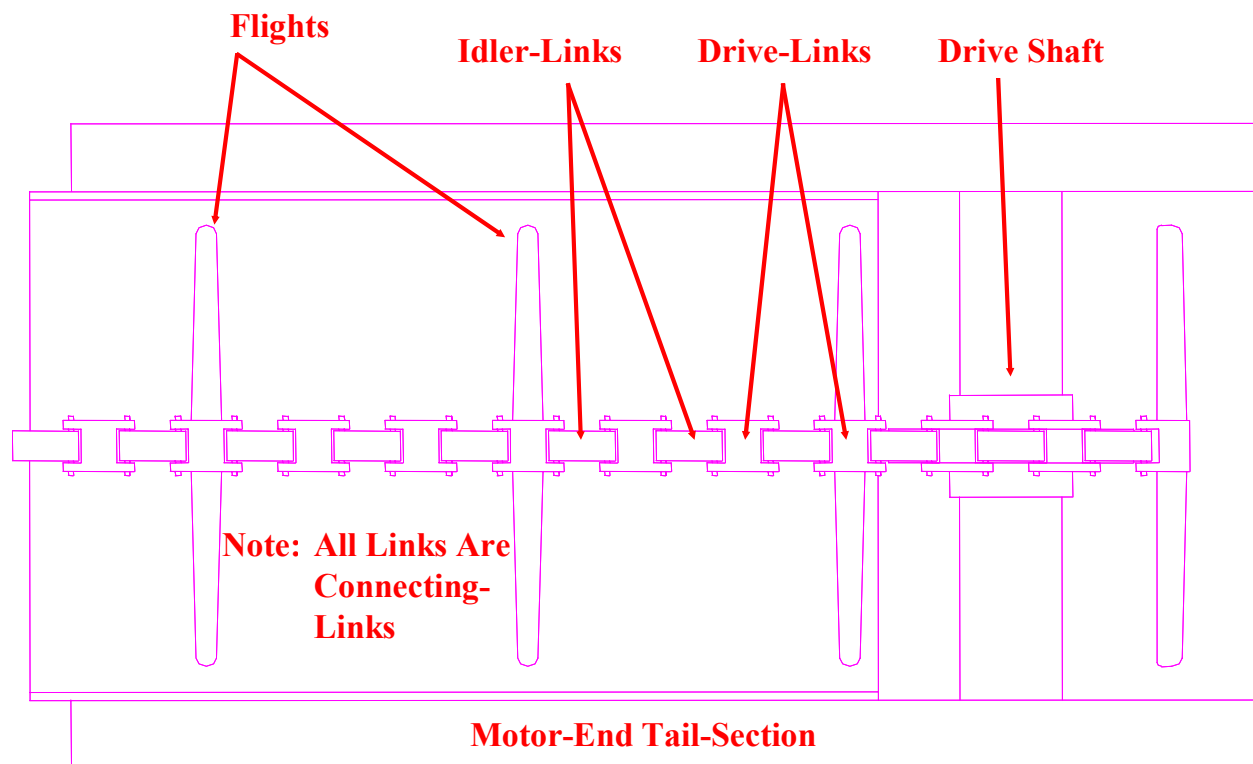 Flights
Idler-Links
Drive-Links
Drive Shaft
Note: All Links Are
Connecting-
Links
Motor-End Tail-Section